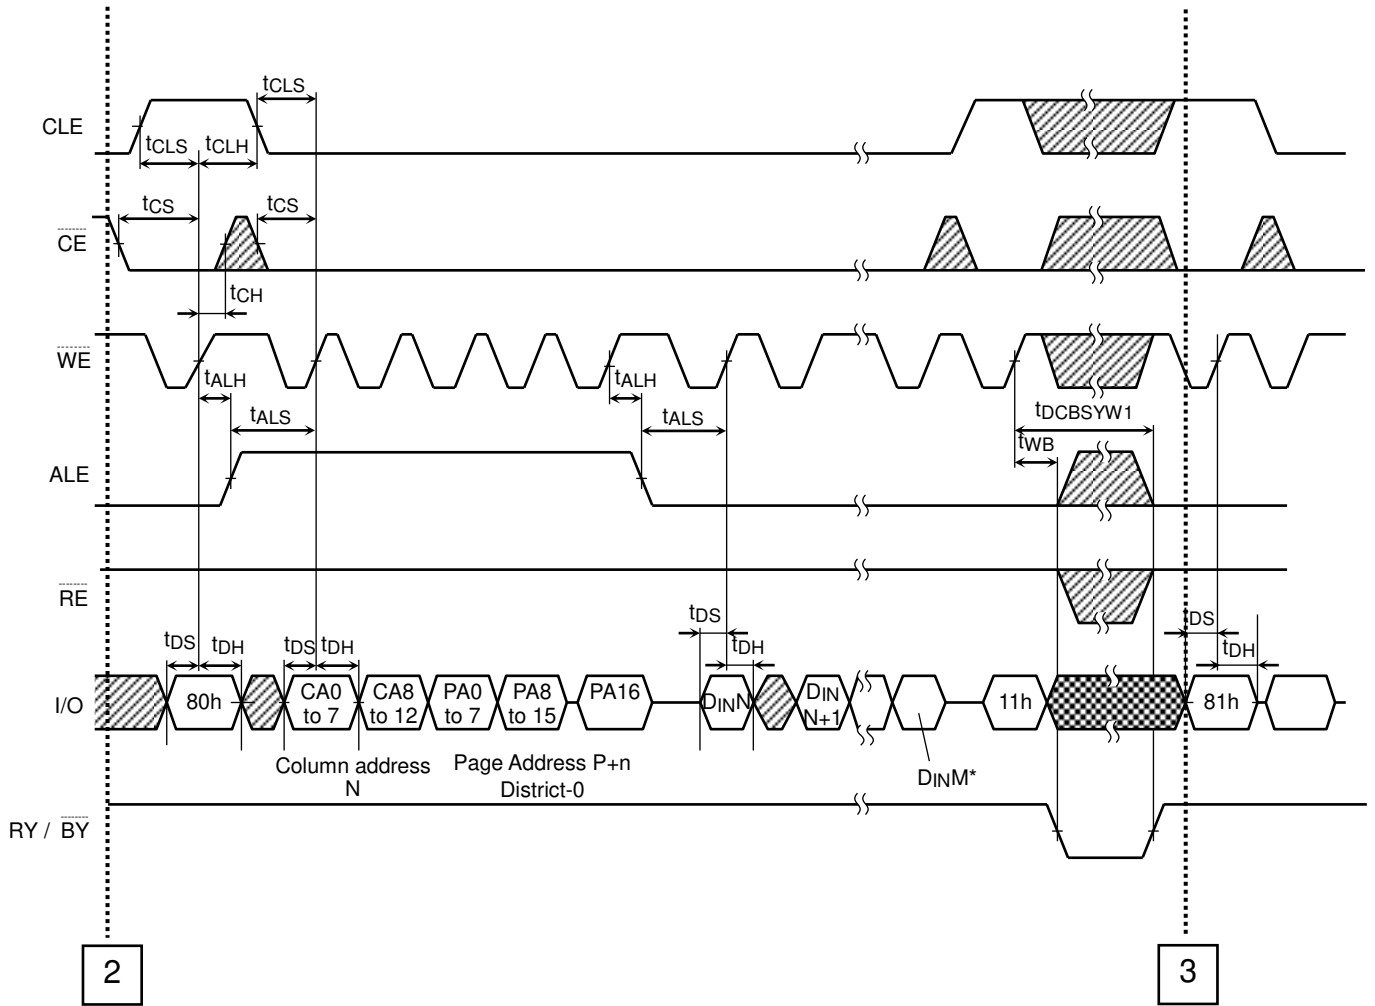 tCLS
CLE
tCLS tCLH
tCS tCS
CE
tCH
WE
tALH tALH
tALS tALS
tDCBSYW1
tWB
ALE
RE
tDS tDH tDS tDH tDS tDH tDS tDH
I/O
80h
CA0 to 7
CA8 to 12
PA0 to 7
PA8 to 15
PA16
DINN
DIN N+1
11h
81h
Column address
N
Page Address P+n
District-0
DINM*
RY / BY
2
3